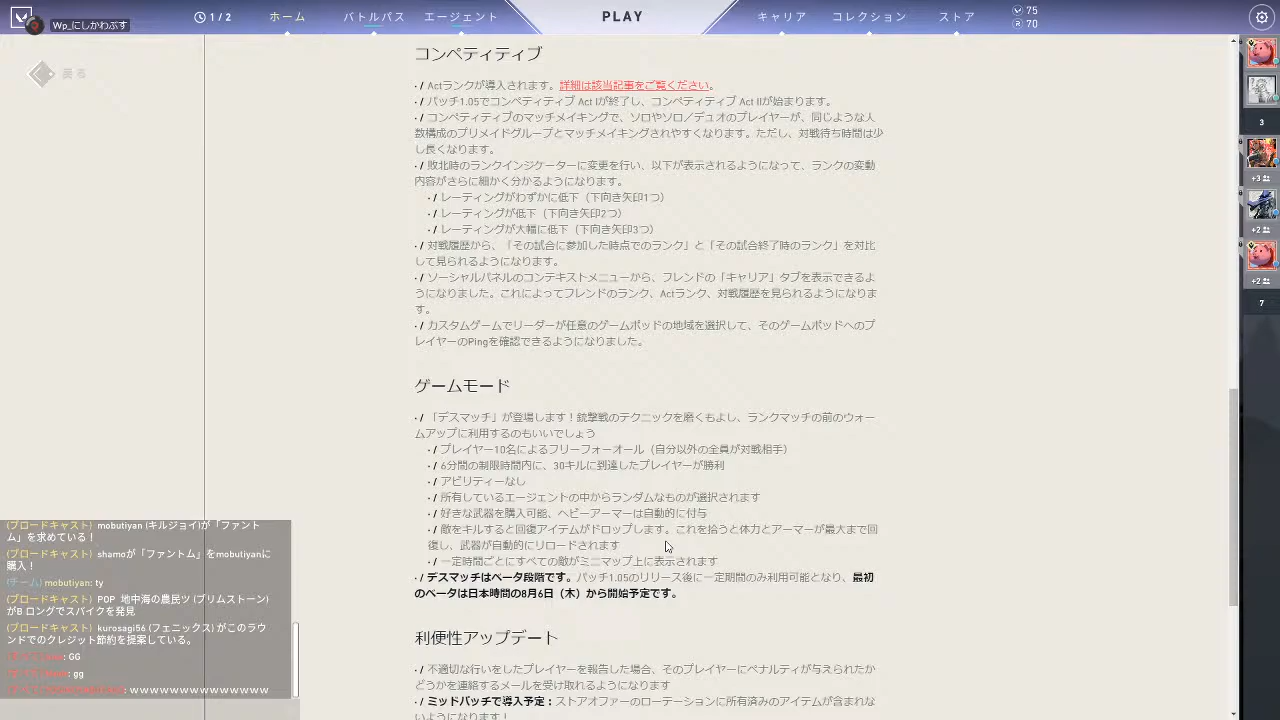 Wp_にしかわぶす
1 / 2
ホーム
バトルパス
エージェント
PLAY
キャリア
コレクション
ストア
75
70
戻る
コンペティティブ
・/ Actランクが導入されます。詳細は該当記事をご覧ください。
・/ パッチ1.05でコンペティティブ Act Iが終了し、コンペティティブ Act IIが始まります。
・/ コンペティティブのマッチメイキングで、ソロやソロ／デュオのプレイヤーが、同じような人
数構成のプリメイドグループとマッチメイキングされやすくなります。ただし、対戦待ち時間は少
し長くなります。
・/ 敗北時のランクインジケーターに変更を行い、以下が表示されるようになって、ランクの変動
内容がさらに細かく分かるようになります。
・/ レーティングがわずかに低下（下向き矢印1つ）
・/ レーティングが低下（下向き矢印2つ）
・/ レーティングが大幅に低下（下向き矢印3つ）
・/ 対戦履歴から、「その試合に参加した時点でのランク」と「その試合終了時のランク」を対比
して見られるようになります。
・/ ソーシャルパネルのコンテキストメニューから、フレンドの「キャリア」タブを表示できるよ
うになりました。これによってフレンドのランク、Actランク、対戦履歴を見られるようになりま
す。
・/ カスタムゲームでリーダーが任意のゲームポッドの地域を選択して、そのゲームポッドへのプ
レイヤーのPingを確認できるようになりました。
ゲームモード
・/ 「デスマッチ」が登場します！銃撃戦のテクニックを磨くもよし、ランクマッチの前のウォー
ムアップに利用するのもいいでしょう
・/ プレイヤー10名によるフリーフォーオール（自分以外の全員が対戦相手）
・/ 6分間の制限時間内に、30キルに到達したプレイヤーが勝利
・/ アビリティーなし
・/ 所有しているエージェントの中からランダムなものが選択されます
・/ 好きな武器を購入可能、ヘビーアーマーは自動的に付与
・/ 敵をキルすると回復アイテムがドロップします。これを拾うと体力とアーマーが最大まで回
復し、武器が自動的にリロードされます
・/ 一定時間ごとにすべての敵がミニマップ上に表示されます
・/ デスマッチはベータ段階です。パッチ1.05のリリース後に一定期間のみ利用可能となり、最初
のベータは日本時間の8月6日（木）から開始予定です。
利便性アップデート
・/ 不適切な行いをしたプレイヤーを報告した場合、そのプレイヤーにペナルティが与えられたか
どうかを連絡するメールを受け取れるようになります
・/ ミッドパッチで導入予定：ストアオファーのローテーションに所有済みのアイテムが含まれな
いようになります！
(ブロードキャスト) mobutiyan (キルジョイ)が「ファント
ム」を求めている！
(ブロードキャスト) shamoが「ファントム」をmobutiyanに
購入！
(チーム) mobutiyan: ty
(ブロードキャスト) POP 地中海の農民ツ (ブリムストーン)
がB ロングでスパイクを発見
(ブロードキャスト) kurosagi56 (フェニックス) がこのラウ
ンドでのクレジット節約を提案している。
: GG
: gg
: ｗｗｗｗｗｗｗｗｗｗｗｗｗｗｗ
3
+3
+2
+2
7